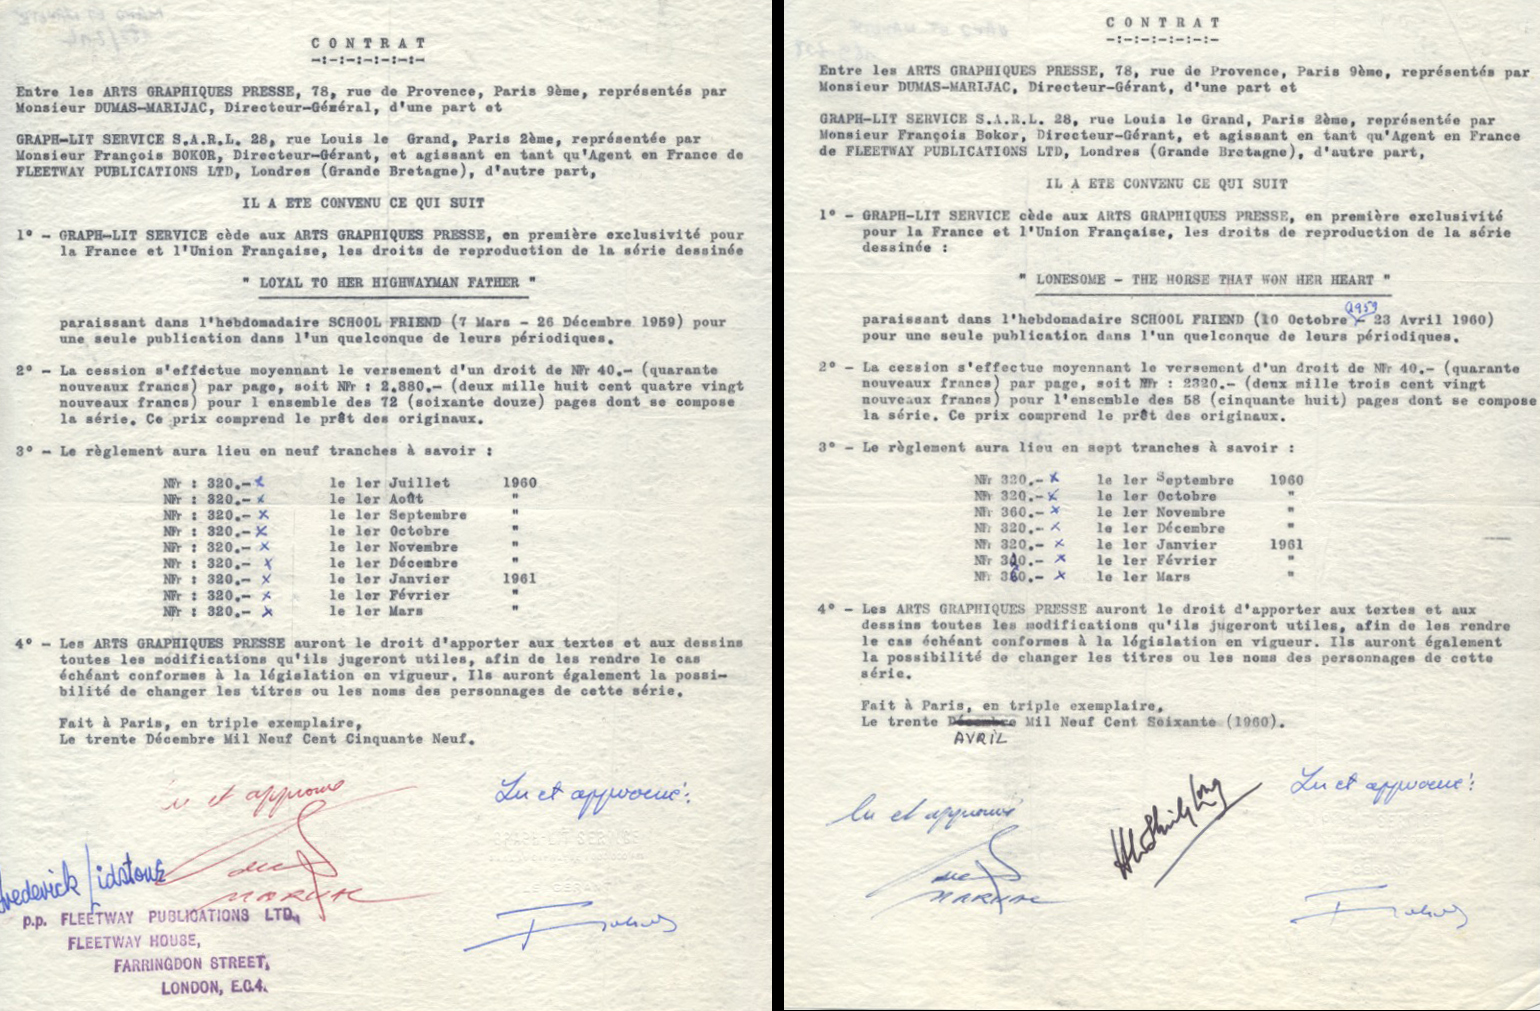 CONTRAT
-:-:-:-:-:-:-
Entre les ARTS GRAPHIQUES PRESSE, 78, rue de Provence, Paris 9ème, représentés par
Monsieur DUMAS-MARIJAC, Directeur-Général, d'une part et
GRAPH-LIT SERVICE S.A.R.L. 28, rue Louis le Grand, Paris 2ème, représentée par
Monsieur François BOKOR, Directeur-Gérant, et agissant en tant qu'Agent en France de
FLEETWAY PUBLICATIONS LTD, Londres (Grande Bretagne), d'autre part,
IL A ETE CONVENU CE QUI SUIT
1° - GRAPH-LIT SERVICE cède aux ARTS GRAPHIQUES PRESSE, en première exclusivité pour
la France et l'Union Française, les droits de reproduction de la série dessinée
" LOYAL TO HER HIGHWAYMAN FATHER "
paraissant dans l'hebdomadaire SCHOOL FRIEND (7 Mars - 26 Décembre 1959) pour
une seule publication dans l'un quelconque de leurs périodiques.
2° - La cession s'effectue moyennant le versement d'un droit de NFr 40.- (quarante
nouveaux francs) par page, soit NFr : 2.880.- (deux mille huit cent quatre vingt
nouveaux francs) pour l ensemble des 72 (soixante douze) pages dont se compose
la série. Ce prix comprend le prêt des originaux.
3° - Le règlement aura lieu en neuf tranches à savoir :
NFr : 320.- x le 1er Juillet 1960
NFr : 320.- x le 1er Août "
NFr : 320.- x le 1er Septembre "
NFr : 320.- x le 1er Octobre "
NFr : 320.- x le 1er Novembre "
NFr : 320.- x le 1er Décembre "
NFr : 320.- x le 1er Janvier 1961
NFr : 320.- x le 1er Février "
NFr : 320.- x le 1er Mars "
4° - Les ARTS GRAPHIQUES PRESSE auront le droit d'apporter aux textes et aux dessins
toutes les modifications qu'ils jugeront utiles, afin de les rendre le cas
échéant conformes à la législation en vigueur. Ils auront également la possi-
bilité de changer les titres ou les noms des personnages de cette série.
Fait à Paris, en triple exemplaire,
Le trente Décembre Mil Neuf Cent Cinquante Neuf.
lu et approuvé
Lu et approuvé:
Frederick Lidstone
MARIJAC
p.p. FLEETWAY PUBLICATIONS LTD,
FLEETWAY HOUSE,
FARRINGDON STREET,
LONDON, E.C.4.
CONTRAT
-:-:-:-:-:-:-
Entre les ARTS GRAPHIQUES PRESSE, 78, rue de Provence, Paris 9ème, représentés par
Monsieur DUMAS-MARIJAC, Directeur-Gérant, d'une part et
GRAPH-LIT SERVICE S.A.R.L. 28, rue Louis le Grand, Paris 2ème, représentée par
Monsieur François Bokor, Directeur-Gérant, et agissant en tant qu'Agent en France
de FLEETWAY PUBLICATIONS LTD, Londres (Grande Bretagne), d'autre part,
IL A ETE CONVENU CE QUI SUIT
1° - GRAPH-LIT SERVICE cède aux ARTS GRAPHIQUES PRESSE, en première exclusivité
pour la France et l'Union Française, les droits de reproduction de la série
dessinée :
" LONESOME - THE HORSE THAT WON HER HEART "
1959
paraissant dans l'hebdomadaire SCHOOL FRIEND (10 Octobre - 23 Avril 1960)
pour une seule publication dans l'un quelconque de leurs périodiques.
2° - La cession s'effectue moyennant le versement d'un droit de NFr 40.- (quarante
nouveaux francs) par page, soit NFr : 2320.- (deux mille trois cent vingt
nouveaux francs) pour l'ensemble des 58 (cinquante huit) pages dont se compose
la série. Ce prix comprend le prêt des originaux.
3° - Le règlement aura lieu en sept tranches à savoir :
NFr 320.- x le 1er Septembre 1960
NFr 320.- x le 1er Octobre "
NFr 360.- x le 1er Novembre "
NFr 320.- x le 1er Décembre "
NFr 320.- x le 1er Janvier 1961
NFr x le 1er Février "
NFr x le 1er Mars "
4° - Les ARTS GRAPHIQUES PRESSE auront le droit d'apporter aux textes et aux
dessins toutes les modifications qu'ils jugeront utiles, afin de les rendre
le cas échéant conformes à la législation en vigueur. Ils auront également
la possibilité de changer les titres ou les noms des personnages de cette
série.
Fait à Paris, en triple exemplaire,
Le trente Décembre Mil Neuf Cent Soixante (1960).
AVRIL
Lu et approuvé:
lu et approuvé
MARIJAC